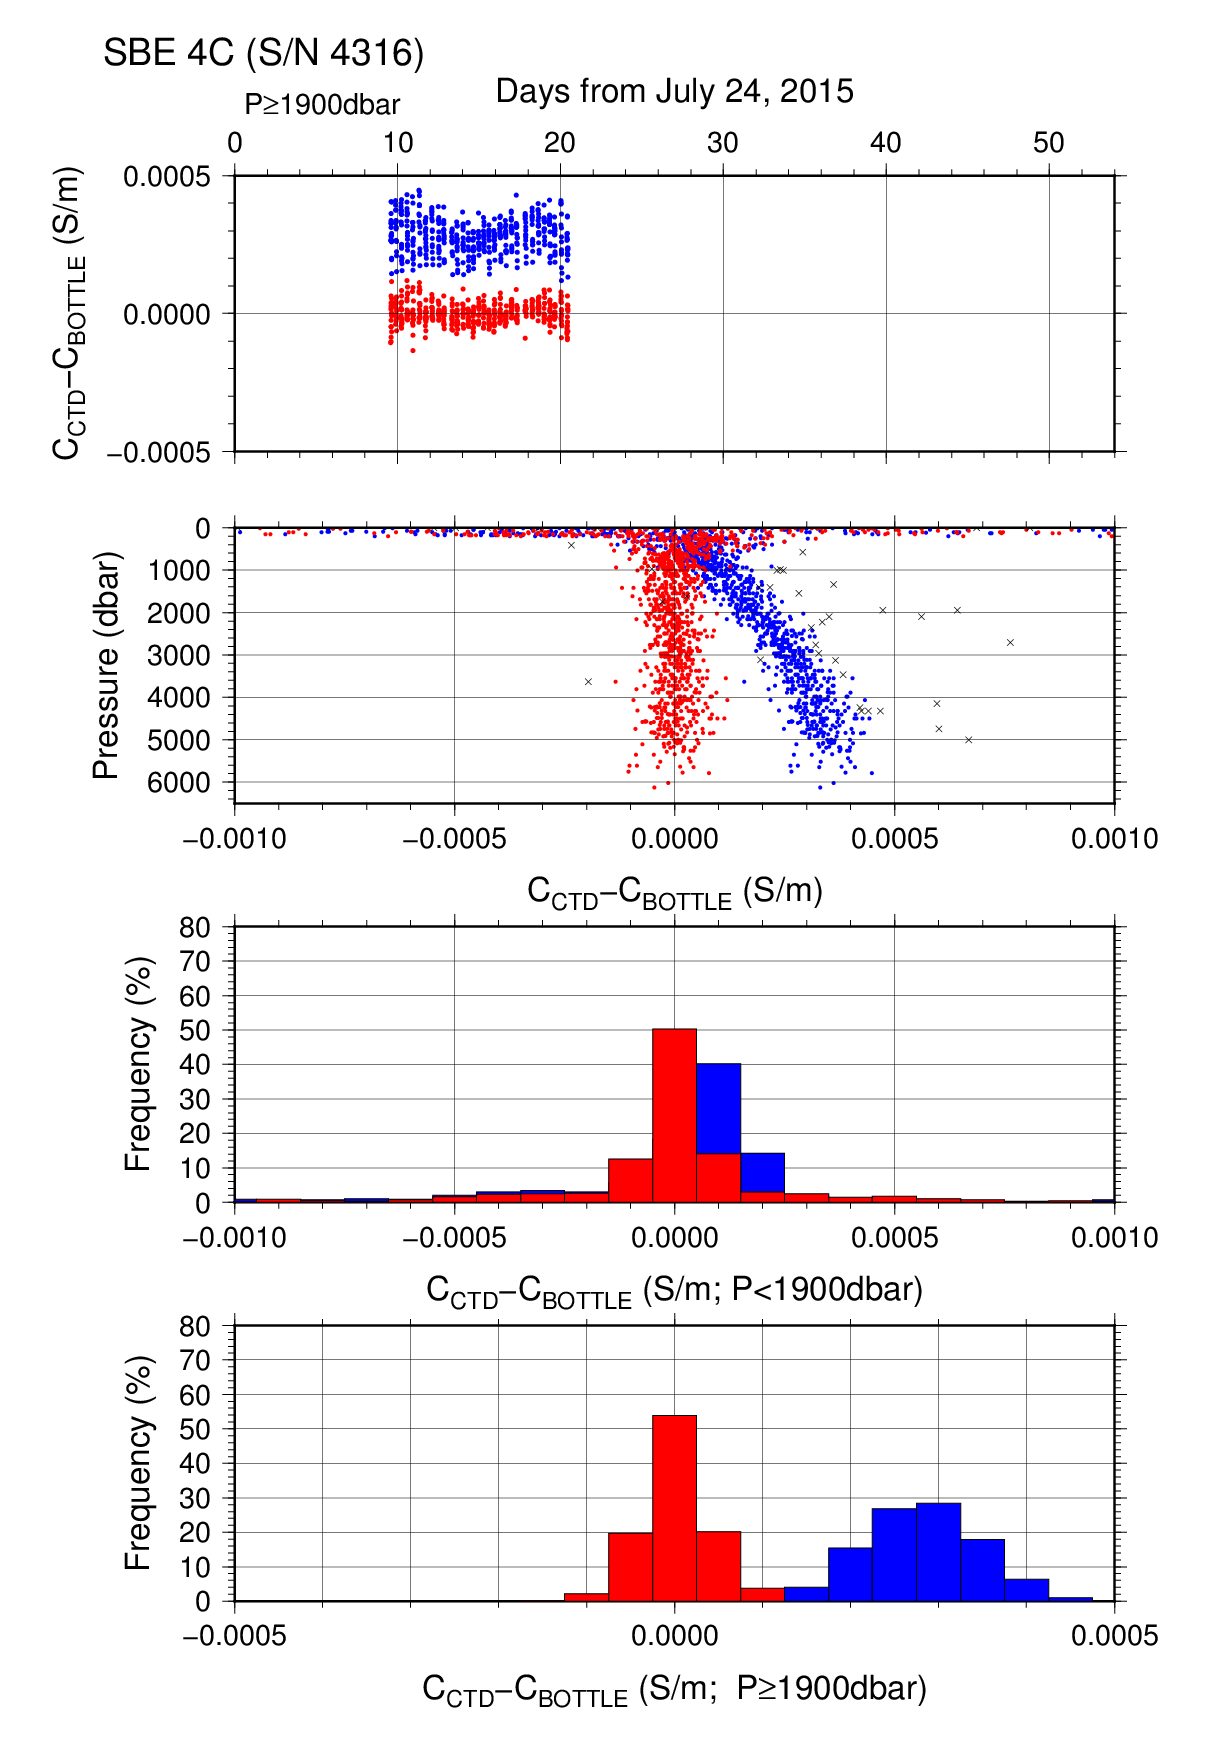 SBE 4C (S/N 4316)
Days from July 24, 2015
P≥1900dbar
0 10 20 30 40 50
0.0005
0.0000
−0.0005
C_CTD−C_BOTTLE (S/m)
0
1000
2000
3000
4000
5000
6000
Pressure (dbar)
−0.0010 −0.0005 0.0000 0.0005 0.0010
C_CTD−C_BOTTLE (S/m)
80
70
60
50
40
30
20
10
0
Frequency (%)
−0.0010 −0.0005 0.0000 0.0005 0.0010
C_CTD−C_BOTTLE (S/m; P<1900dbar)
80
70
60
50
40
30
20
10
0
Frequency (%)
−0.0005 0.0000 0.0005
C_CTD−C_BOTTLE (S/m; P≥1900dbar)